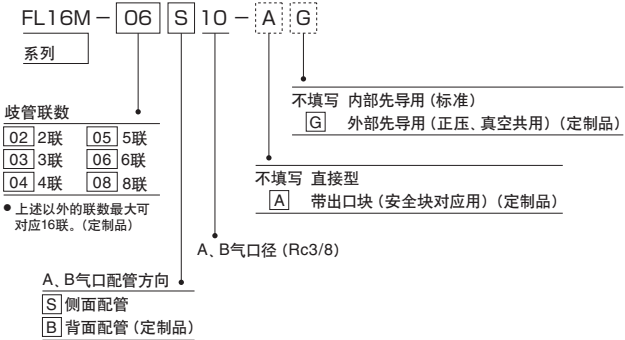 FL16M－06 S 10－A G
系列
不填写 内部先导用（标准）
G 外部先导用（正压、真空共用）（定制品）
歧管联数
02 2联 05 5联
03 3联 06 6联
04 4联 08 8联
● 上述以外的联数最大可
对应16联。（定制品）
不填写 直接型
A 带出口块（安全块对应用）（定制品）
A、B气口径（Rc3/8）
A、B气口配管方向
S 侧面配管
B 背面配管（定制品）